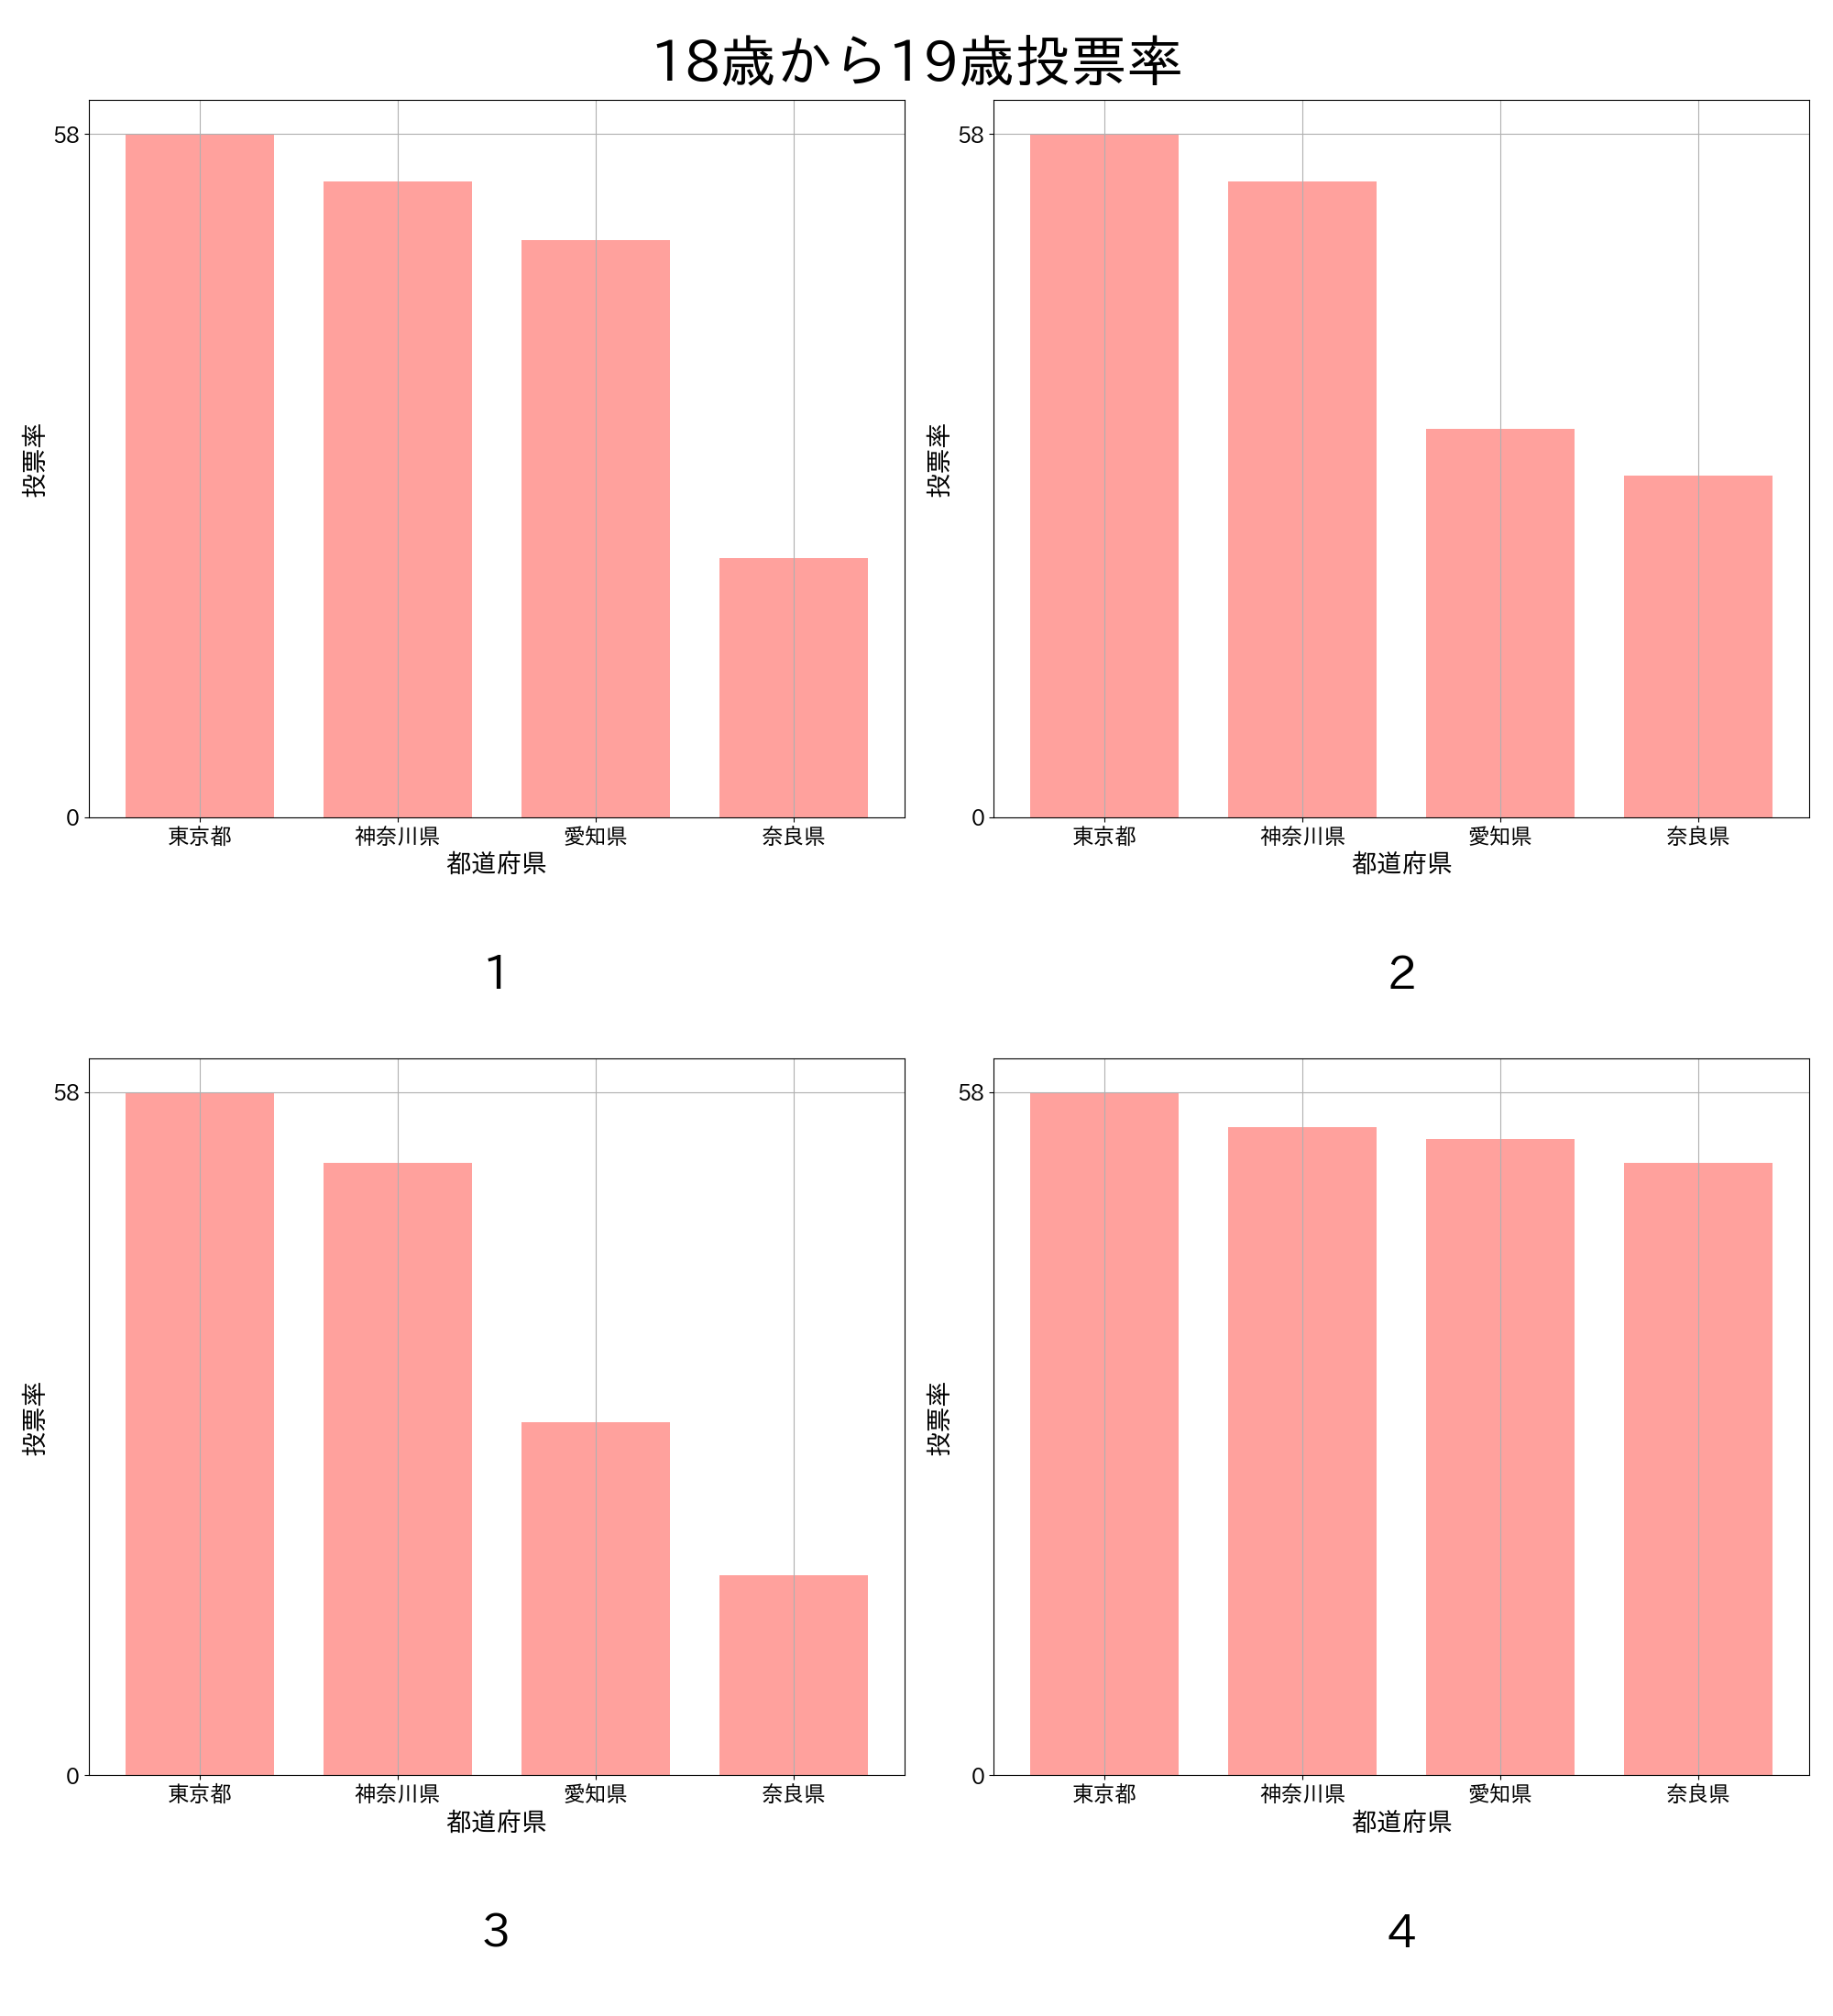 18歳から19歳投票率
58
0
投票率
東京都 神奈川県 愛知県 奈良県
都道府県
1
58
0
投票率
東京都 神奈川県 愛知県 奈良県
都道府県
2
58
0
投票率
東京都 神奈川県 愛知県 奈良県
都道府県
3
58
0
投票率
東京都 神奈川県 愛知県 奈良県
都道府県
4